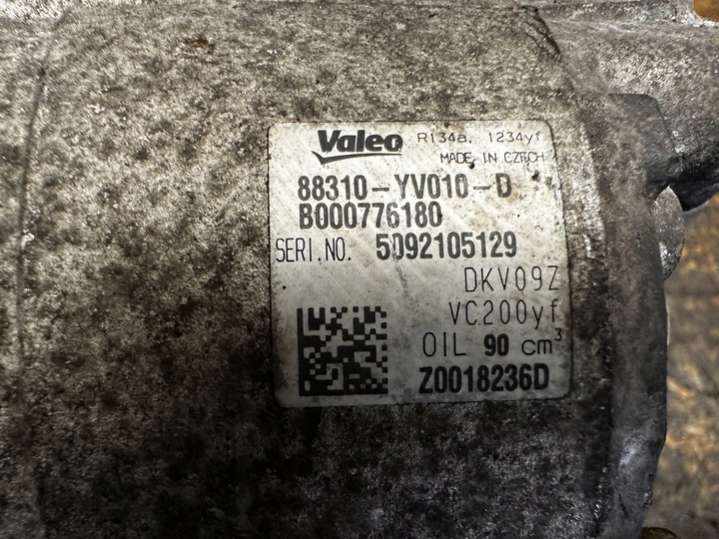 Valeo R134a, 1234yf
MADE IN CZECH
88310-YV010-D
B000776180
SERI.NO. 5092105129
DKV09Z
VC200yf
OIL 90 cm³
Z0018236D